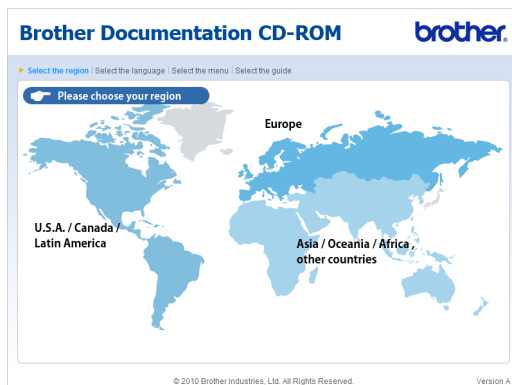 Brother Documentation CD-ROM
brother.
Select the region | Select the language | Select the menu | Select the guide
Please choose your region
Europe
U.S.A. / Canada /
Latin America
Asia / Oceania / Africa ,
other countries
© 2010 Brother Industries, Ltd. All Rights Reserved.
Version A